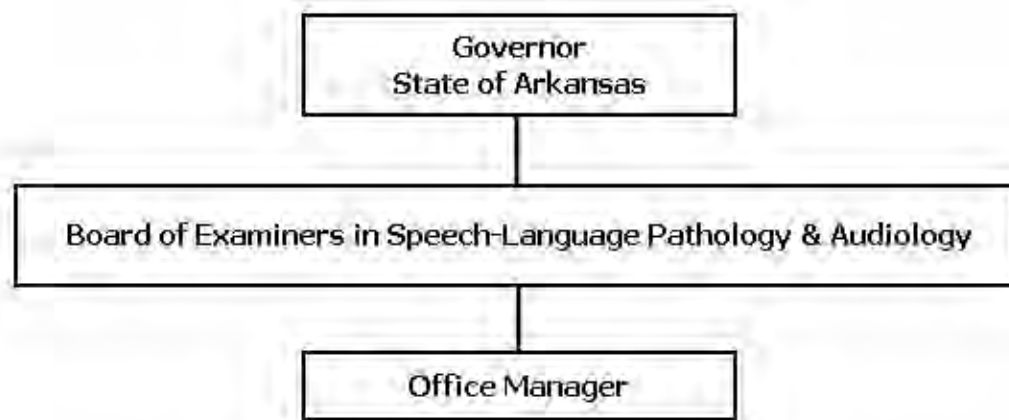 Governor
State of Arkansas
Board of Examiners in Speech-Language Pathology & Audiology
Office Manager